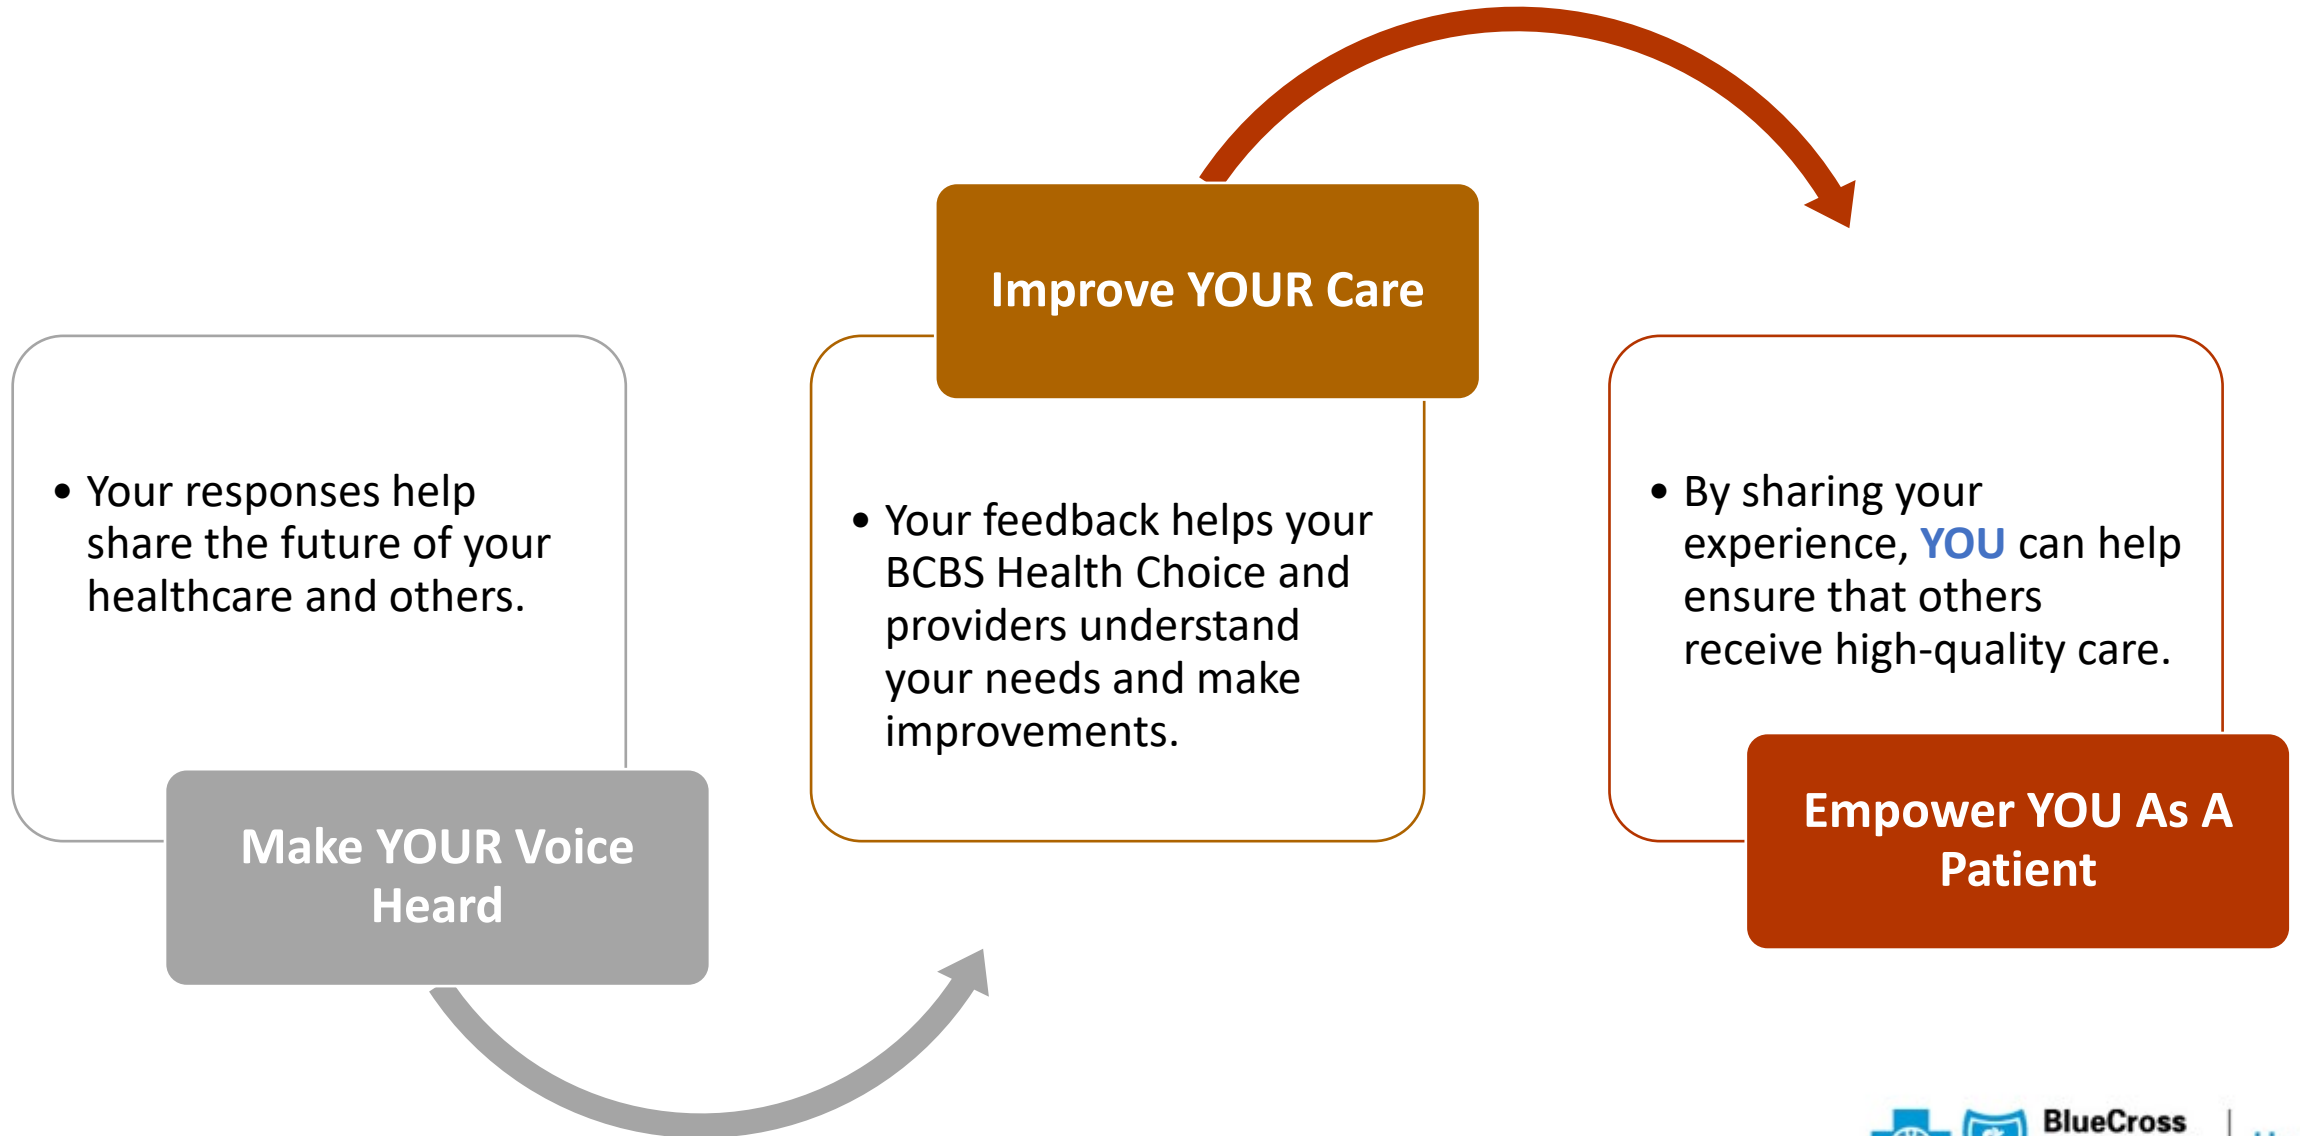 • Your responses help
share the future of your
healthcare and others.
Make YOUR Voice
Heard
Improve YOUR Care
• Your feedback helps your
BCBS Health Choice and
providers understand
your needs and make
improvements.
• By sharing your
experience, YOU can help
ensure that others
receive high-quality care.
Empower YOU As A
Patient
BlueCross